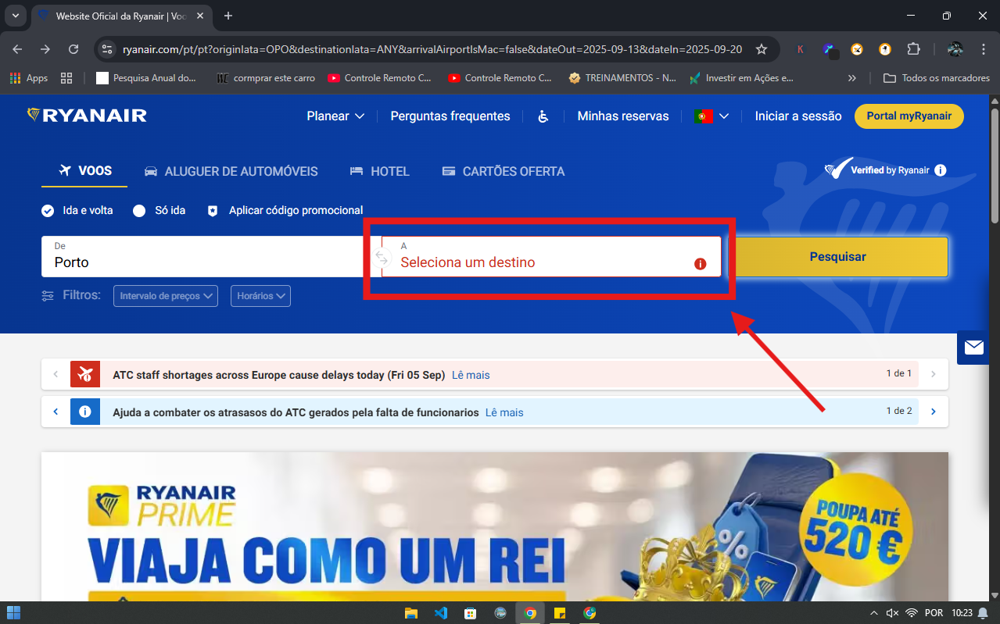 Website Oficial da Ryanair | Voo
ryanair.com/pt/pt?originIata=OPO&destinationIata=ANY&arrivalAirportIsMac=false&dateOut=2025-09-13&dateIn=2025-09-20
K
Apps
Pesquisa Anual do...
WC
cormprar este carro
Controle Remoto C...
Controle Remoto C...
TREINAMENTOS - N...
Investir em Ações e...
Todos os marcadores
RYANAIR
Planear
Perguntas frequentes
Minhas reservas
Iniciar a sessão
Portal myRyanair
VOOS
ALUGUER DE AUTOMÓVEIS
HOTEL
CARTÕES OFERTA
Verified by Ryanair
Ida e volta
Só ida
Aplicar código promocional
De
Porto
A
Seleciona um destino
Pesquisar
Filtros:
Intervalo de preços
Horários
ATC staff shortages across Europe cause delays today (Fri 05 Sep) Lê mais
1 de 1
Ajuda a combater os atrasasos do ATC gerados pela falta de funcionarios Lê mais
1 de 2
RYANAIR
PRIME
VIAJA COMO UM REI
%
POUPA ATÉ
520 €
POR
10:23